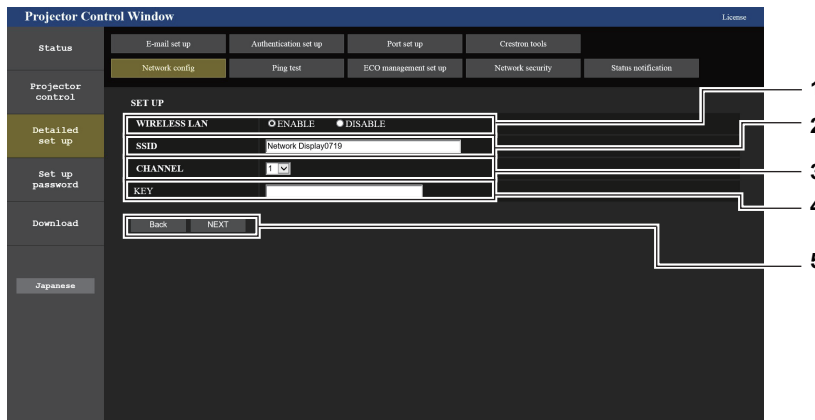 Projector Control Window License
Status
E-mail set up Authentication set up Port set up Crestron tools
Network config Ping test ECO management set up Network security Status notification
Projector
control
SET UP
WIRELESS LAN ENABLE DISABLE
1
Detailed
set up
SSID Network Display0719
2
CHANNEL 1
3
Set up
password
KEY
4
Download
Back NEXT
5
Japanese